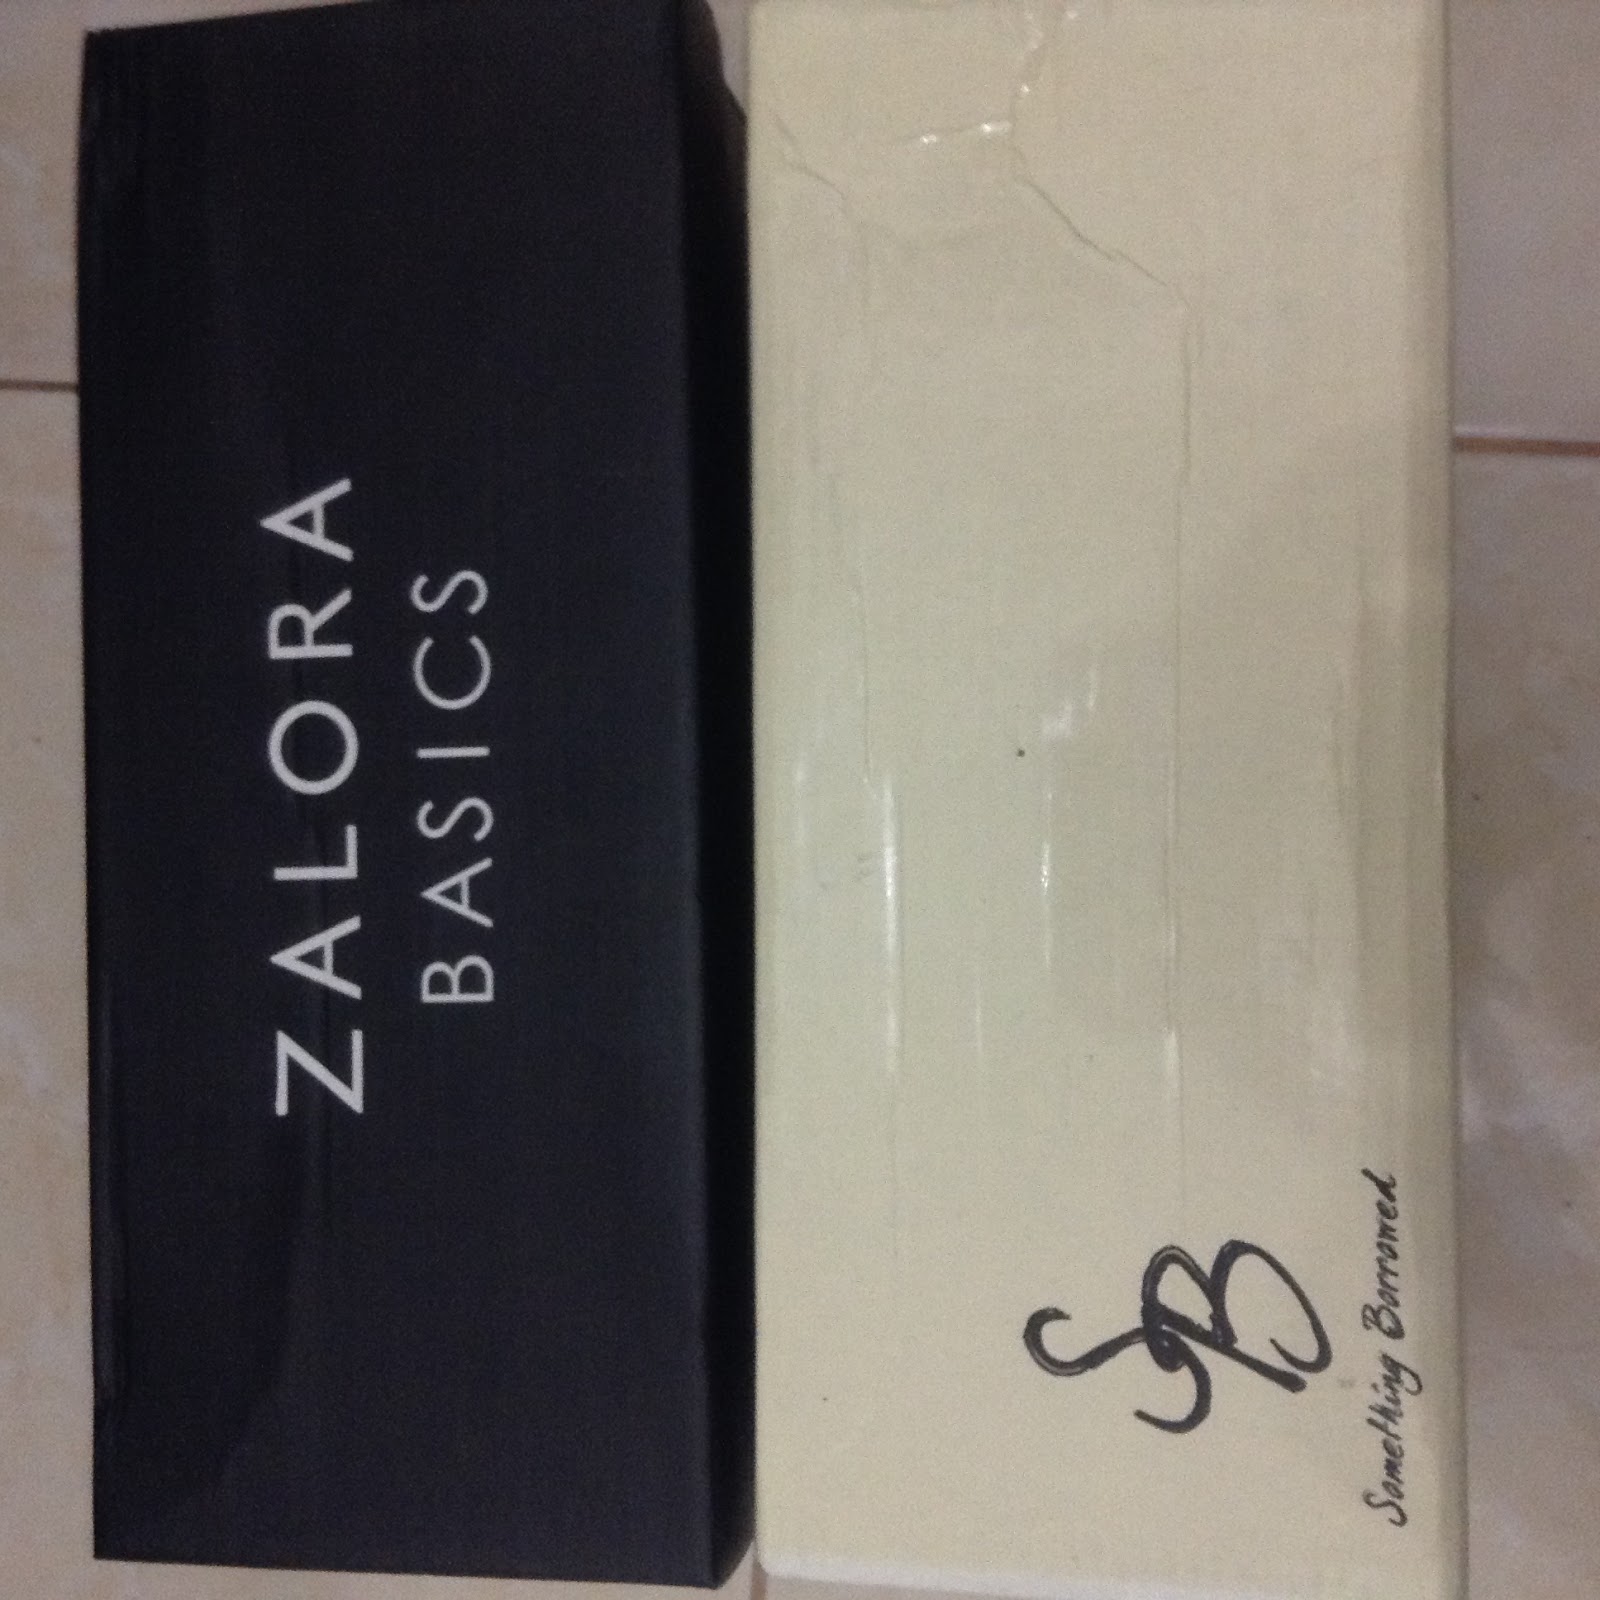 ZALORA
BASICS
SB
Something Borrowed